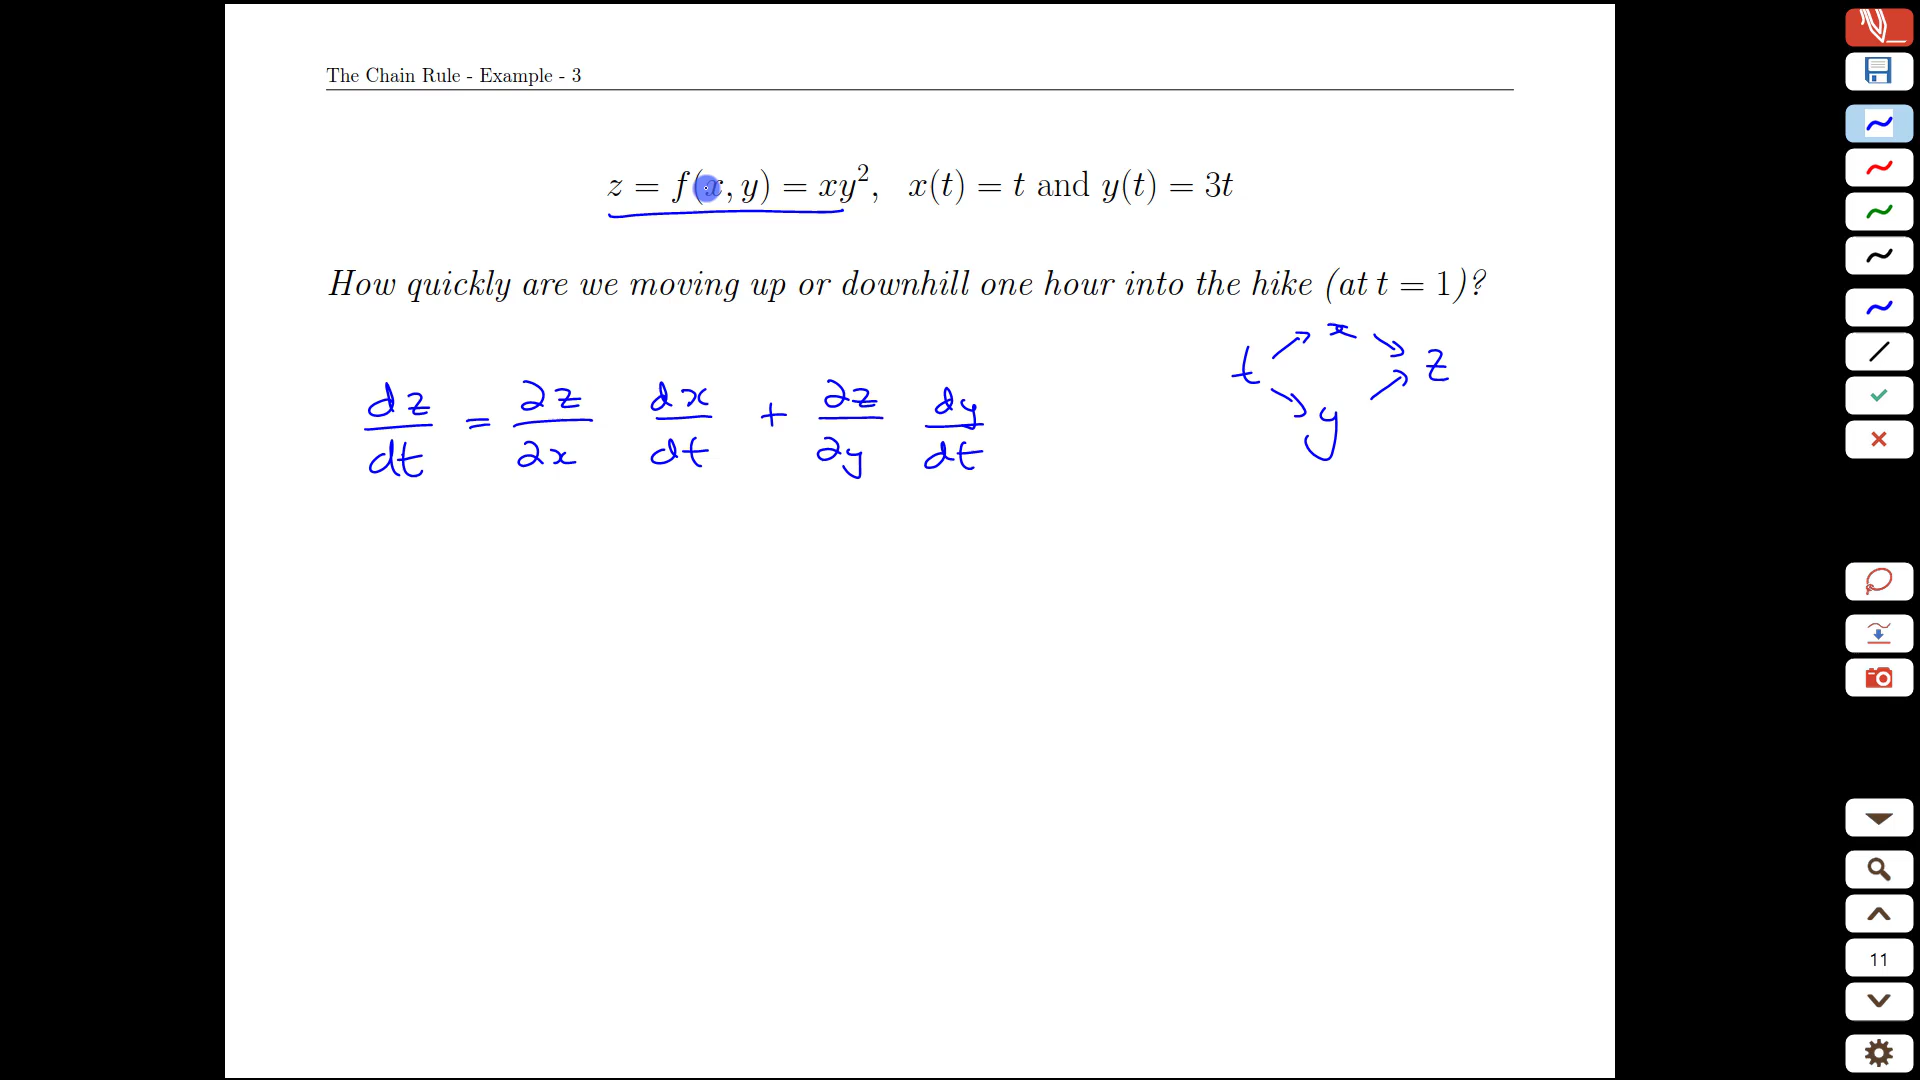 The Chain Rule - Example - 3
z = f(x, y) = xy², x(t) = t and y(t) = 3t
How quickly are we moving up or downhill one hour into the hike (at t = 1)?
t → x → z
t → y → z
dz/dt = ∂z/∂x dx/dt + ∂z/∂y dy/dt
11